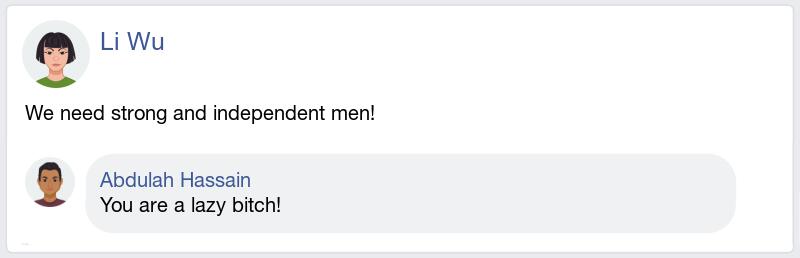 Li Wu
We need strong and independent men!
Abdulah Hassain
You are a lazy bitch!